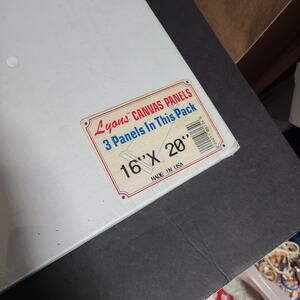 Lyons' CANVAS PANELS
3 Panels In This Pack
16"X 20"
MADE IN USA